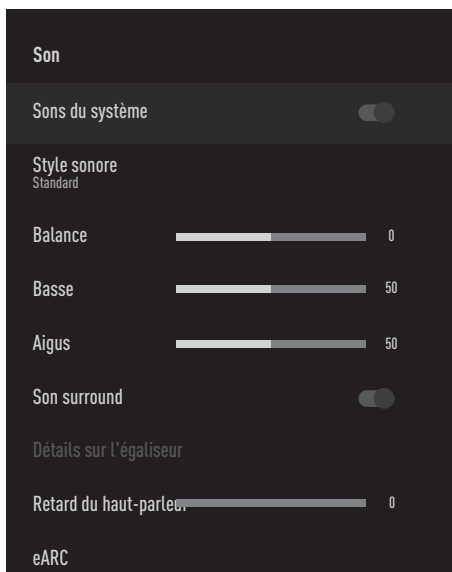 Son
Sons du système
Style sonore
Standard
Balance 0
Basse 50
Aigus 50
Son surround
Détails sur l'égaliseur
Retard du haut-parleur 0
eARC